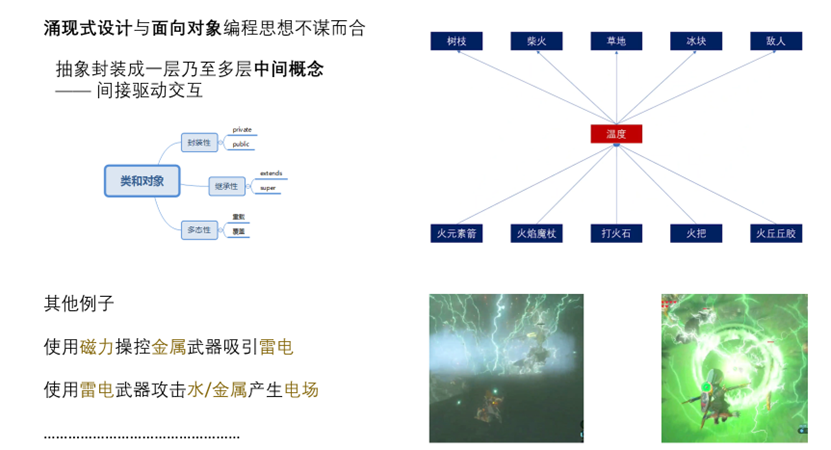 涌现式设计与面向对象编程思想不谋而合
抽象封装成一层乃至多层中间概念
—— 间接驱动交互
类和对象
封装性
private
public
继承性
extends
super
多态性
重载
覆盖
树枝
柴火
草地
冰块
敌人
温度
火元素箭
火焰魔杖
打火石
火把
火丘丘胶
其他例子
使用磁力操控金属武器吸引雷电
使用雷电武器攻击水/金属产生电场
………………………………………